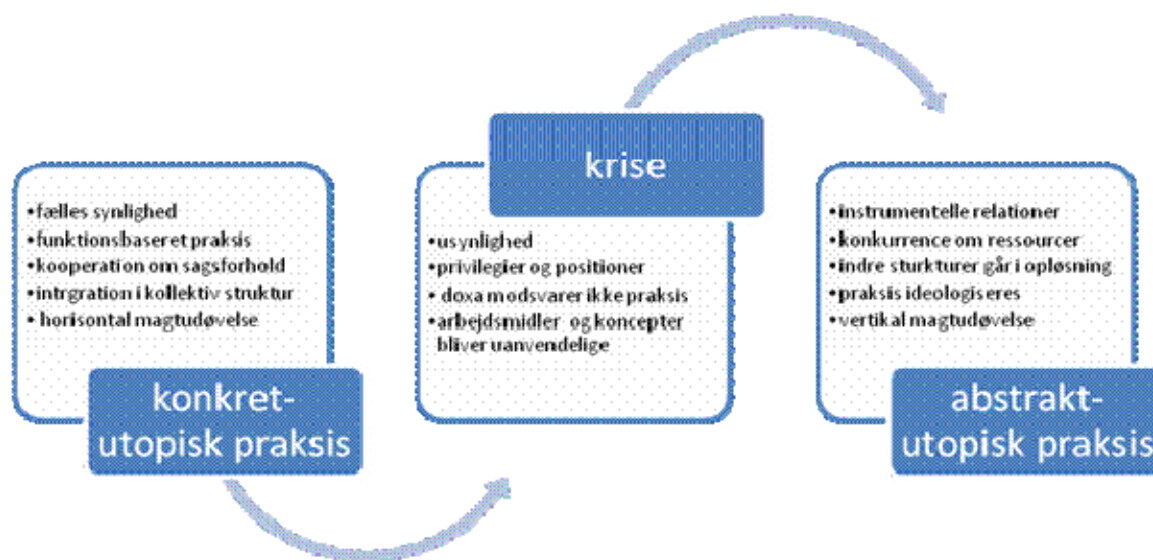 •fælles synlighed
•funktionsbaseret praksis
•kooperation om sagsforhold
•intrgration i kollektiv struktur
• horisontal magtudøvelse
konkret-
utopisk praksis
krise
•usynlighed
•privilegier og positioner
• doxa modsvarer ikke praksis
•arbejdsmidler og koncepter
bliver uanvendelige
•instrumentelle relationer
•konkurrence om ressourcer
•indre sturkturer går i opløsning
•praksis ideologiseres
•vertikal magtudøvelse
abstrakt-
utopisk praksis